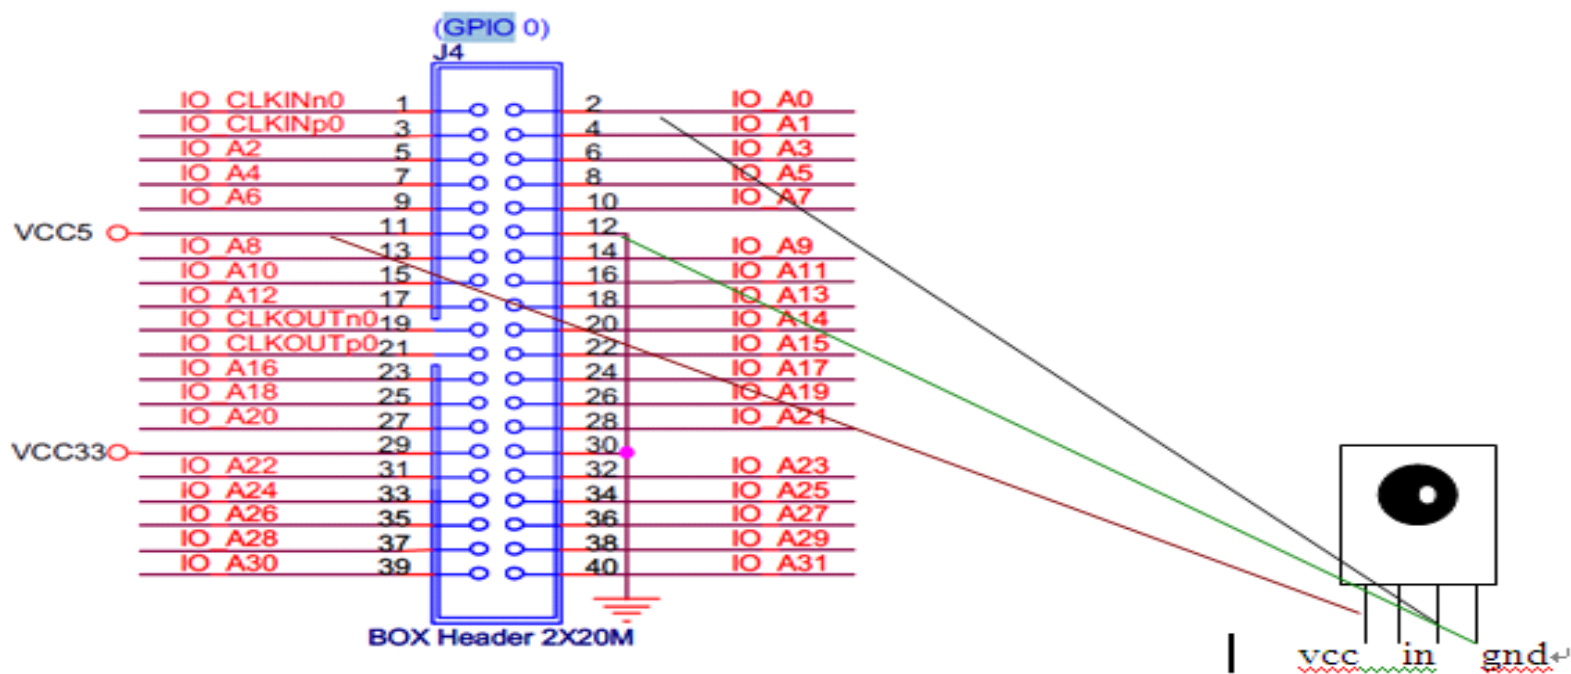 (GPIO 0)
J4
IO_CLKINn0 1 2 IO_A0
IO_CLKINp0 3 4 IO_A1
IO_A2 5 6 IO_A3
IO_A4 7 8 IO_A5
IO_A6 9 10 IO_A7
VCC5 11 12
IO_A8 13 14 IO_A9
IO_A10 15 16 IO_A11
IO_A12 17 18 IO_A13
IO_CLKOUTn0 19 20 IO_A14
IO_CLKOUTp0 21 22 IO_A15
IO_A16 23 24 IO_A17
IO_A18 25 26 IO_A19
IO_A20 27 28 IO_A21
VCC33 29 30
IO_A22 31 32 IO_A23
IO_A24 33 34 IO_A25
IO_A26 35 36 IO_A27
IO_A28 37 38 IO_A29
IO_A30 39 40 IO_A31
BOX Header 2X20M
vcc in gnd